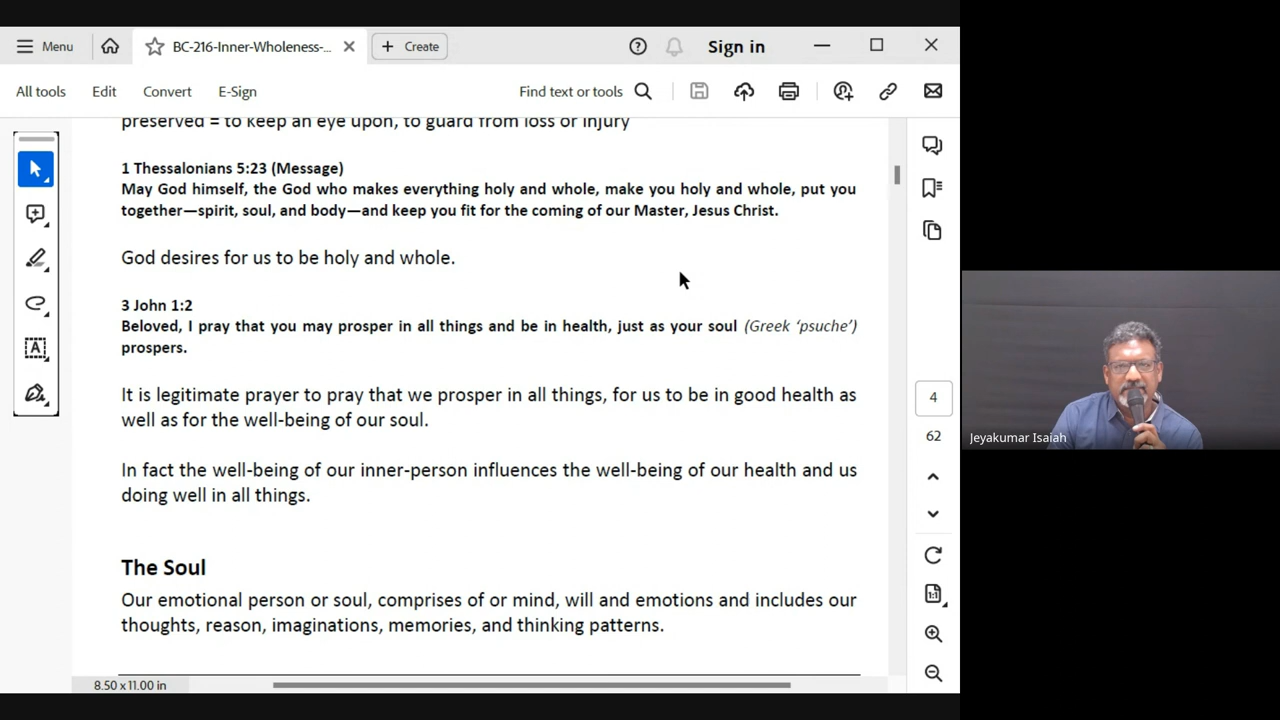 Menu
BC-216-Inner-Wholeness-...
Create
Sign in
All tools
Edit
Convert
E-Sign
Find text or tools
preserved = to keep an eye upon, to guard from loss or injury
1 Thessalonians 5:23 (Message)
May God himself, the God who makes everything holy and whole, make you holy and whole, put you
together—spirit, soul, and body—and keep you fit for the coming of our Master, Jesus Christ.
God desires for us to be holy and whole.
3 John 1:2
Beloved, I pray that you may prosper in all things and be in health, just as your soul (Greek ‘psuche’)
prospers.
It is legitimate prayer to pray that we prosper in all things, for us to be in good health as
well as for the well-being of our soul.
In fact the well-being of our inner-person influences the well-being of our health and us
doing well in all things.
The Soul
Our emotional person or soul, comprises of or mind, will and emotions and includes our
thoughts, reason, imaginations, memories, and thinking patterns.
8.50 x 11.00 in
4
62
1:1
Jeyakumar Isaiah